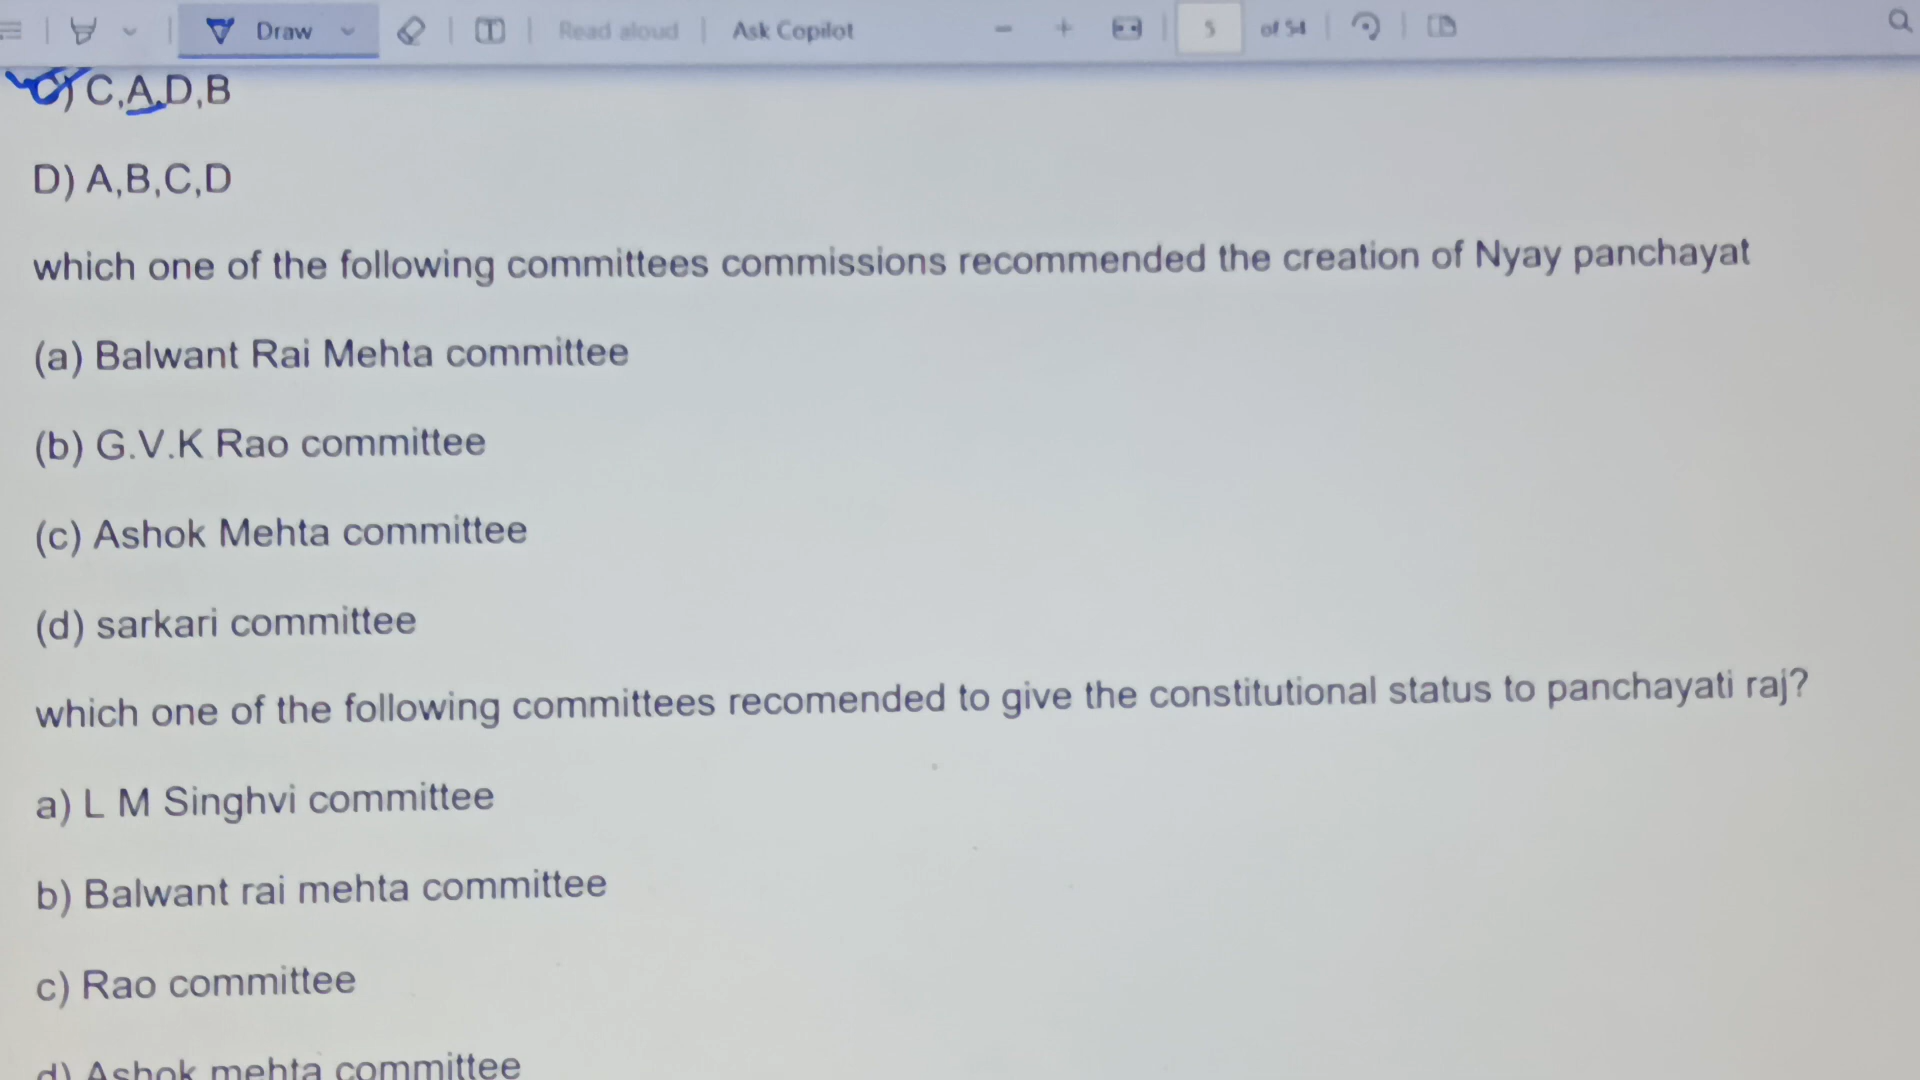 Draw
Read aloud
Ask Copilot
5
of 54
C) C,A,D,B
D) A,B,C,D
which one of the following committees commissions recommended the creation of Nyay panchayat
(a) Balwant Rai Mehta committee
(b) G.V.K Rao committee
(c) Ashok Mehta committee
(d) sarkari committee
which one of the following committees recomended to give the constitutional status to panchayati raj?
a) L M Singhvi committee
b) Balwant rai mehta committee
c) Rao committee
d) Ashok mehta committee